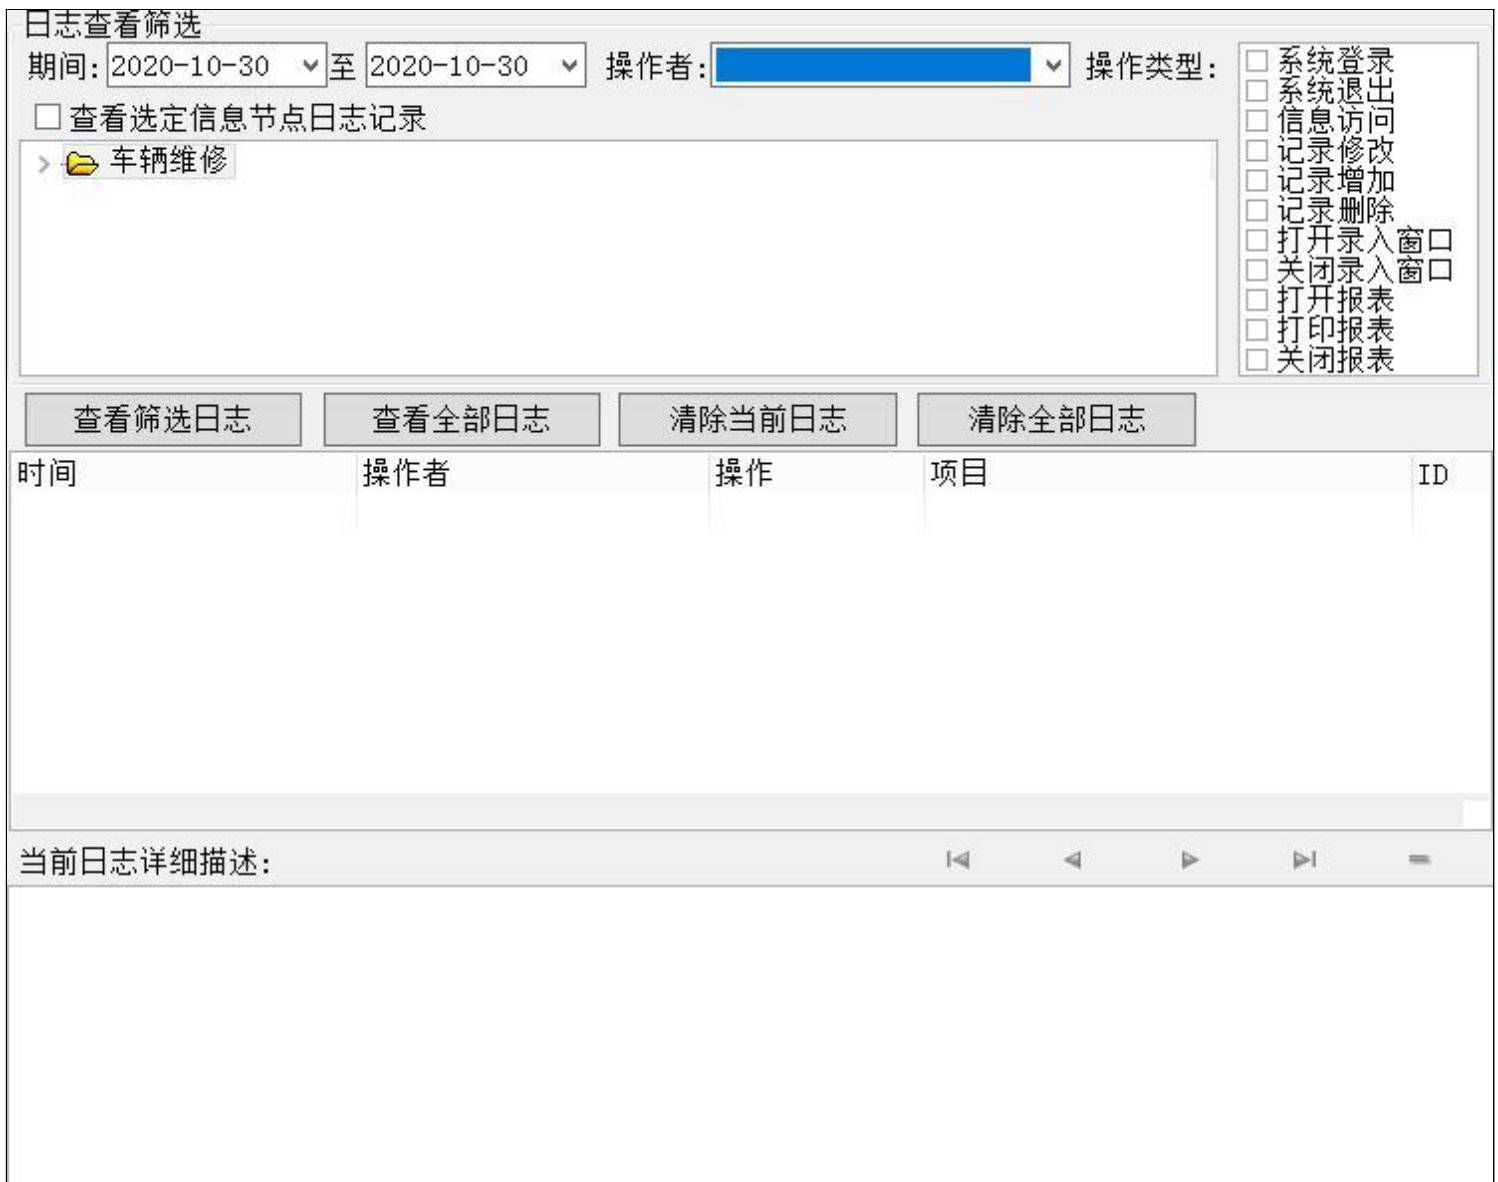 日志查看筛选
期间: 2020-10-30 至 2020-10-30 操作者: 操作类型:
系统登录
系统退出
信息访问
记录修改
记录增加
记录删除
打开录入窗口
关闭录入窗口
打开报表
打印报表
关闭报表
查看选定信息节点日志记录
车辆维修
查看筛选日志 查看全部日志 清除当前日志 清除全部日志
时间 操作者 操作 项目 ID
当前日志详细描述: